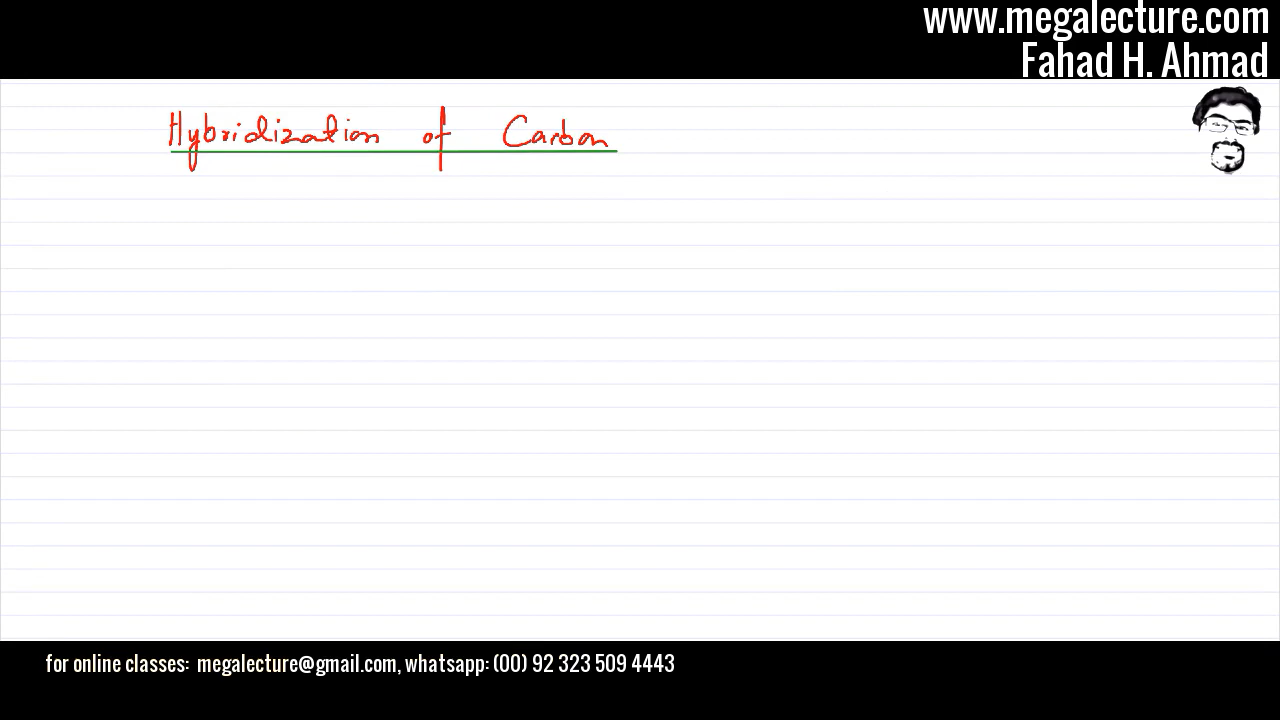 www.megalecture.com
Fahad H. Ahmad
Hybridization of Carbon
for online classes: megalecture@gmail.com, whatsapp: (00) 92 323 509 4443